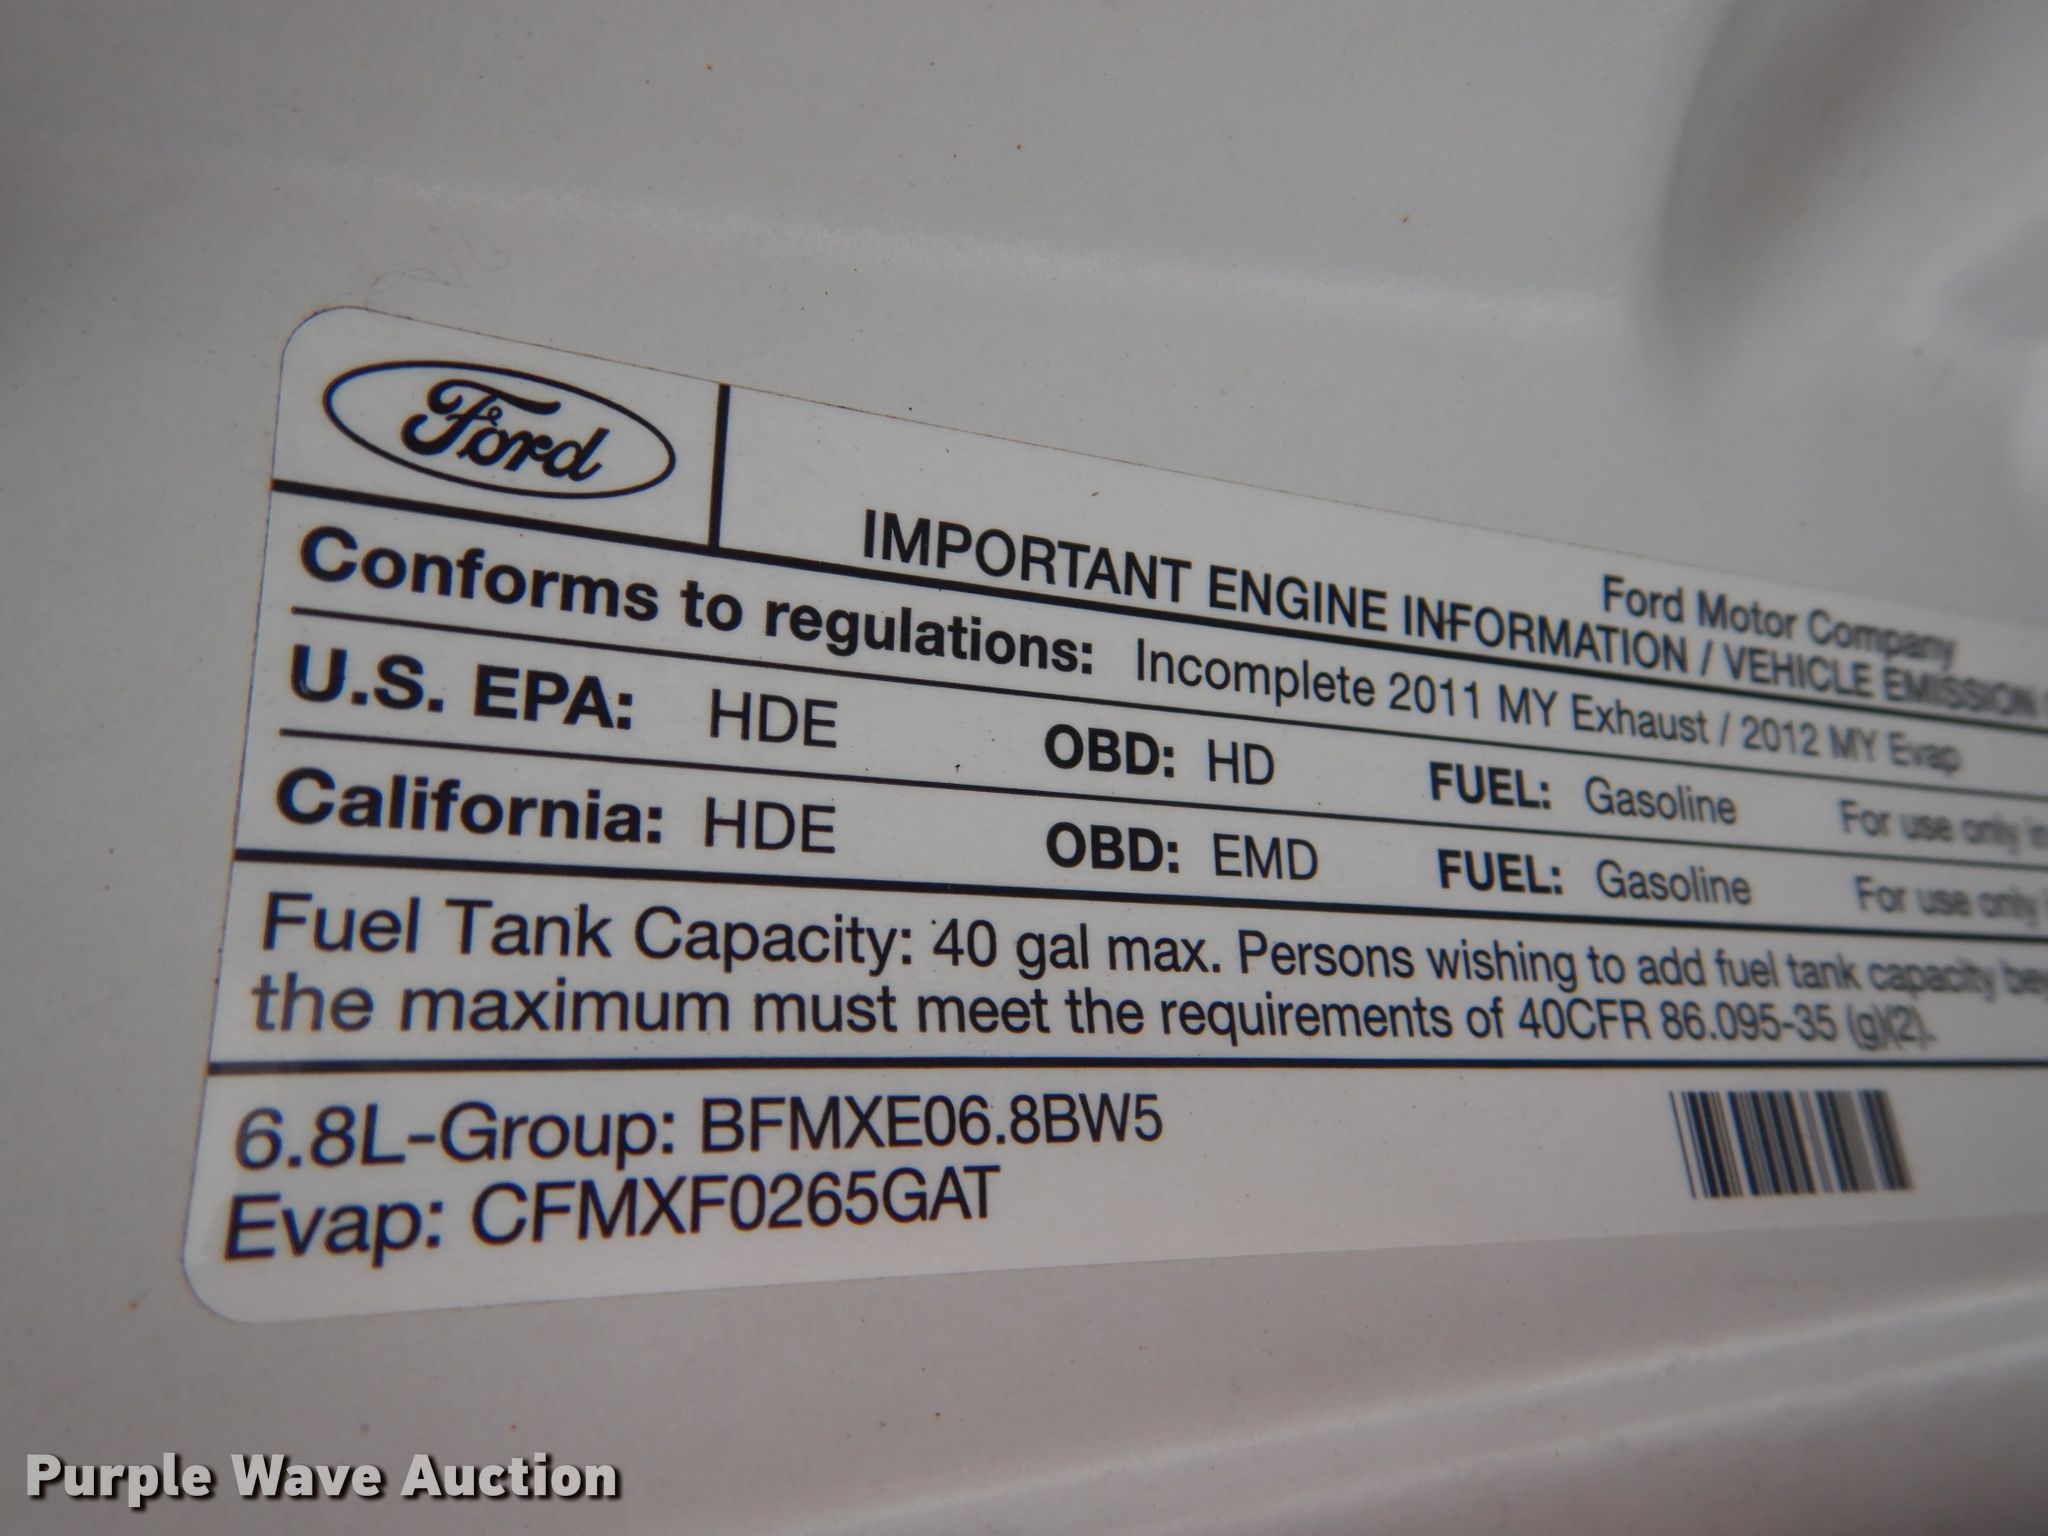 Ford
Ford Motor Company
IMPORTANT ENGINE INFORMATION / VEHICLE EMISSION
Conforms to regulations: Incomplete 2011 MY Exhaust / 2012 MY Evap
U.S. EPA: HDE OBD: HD FUEL: Gasoline For use only
California: HDE OBD: EMD FUEL: Gasoline For use only
Fuel Tank Capacity: 40 gal max. Persons wishing to add fuel tank capacity
the maximum must meet the requirements of 40CFR 86.095-35 (g)(2).
6.8L-Group: BFMXE06.8BW5
Evap: CFMXF0265GAT
Purple Wave Auction